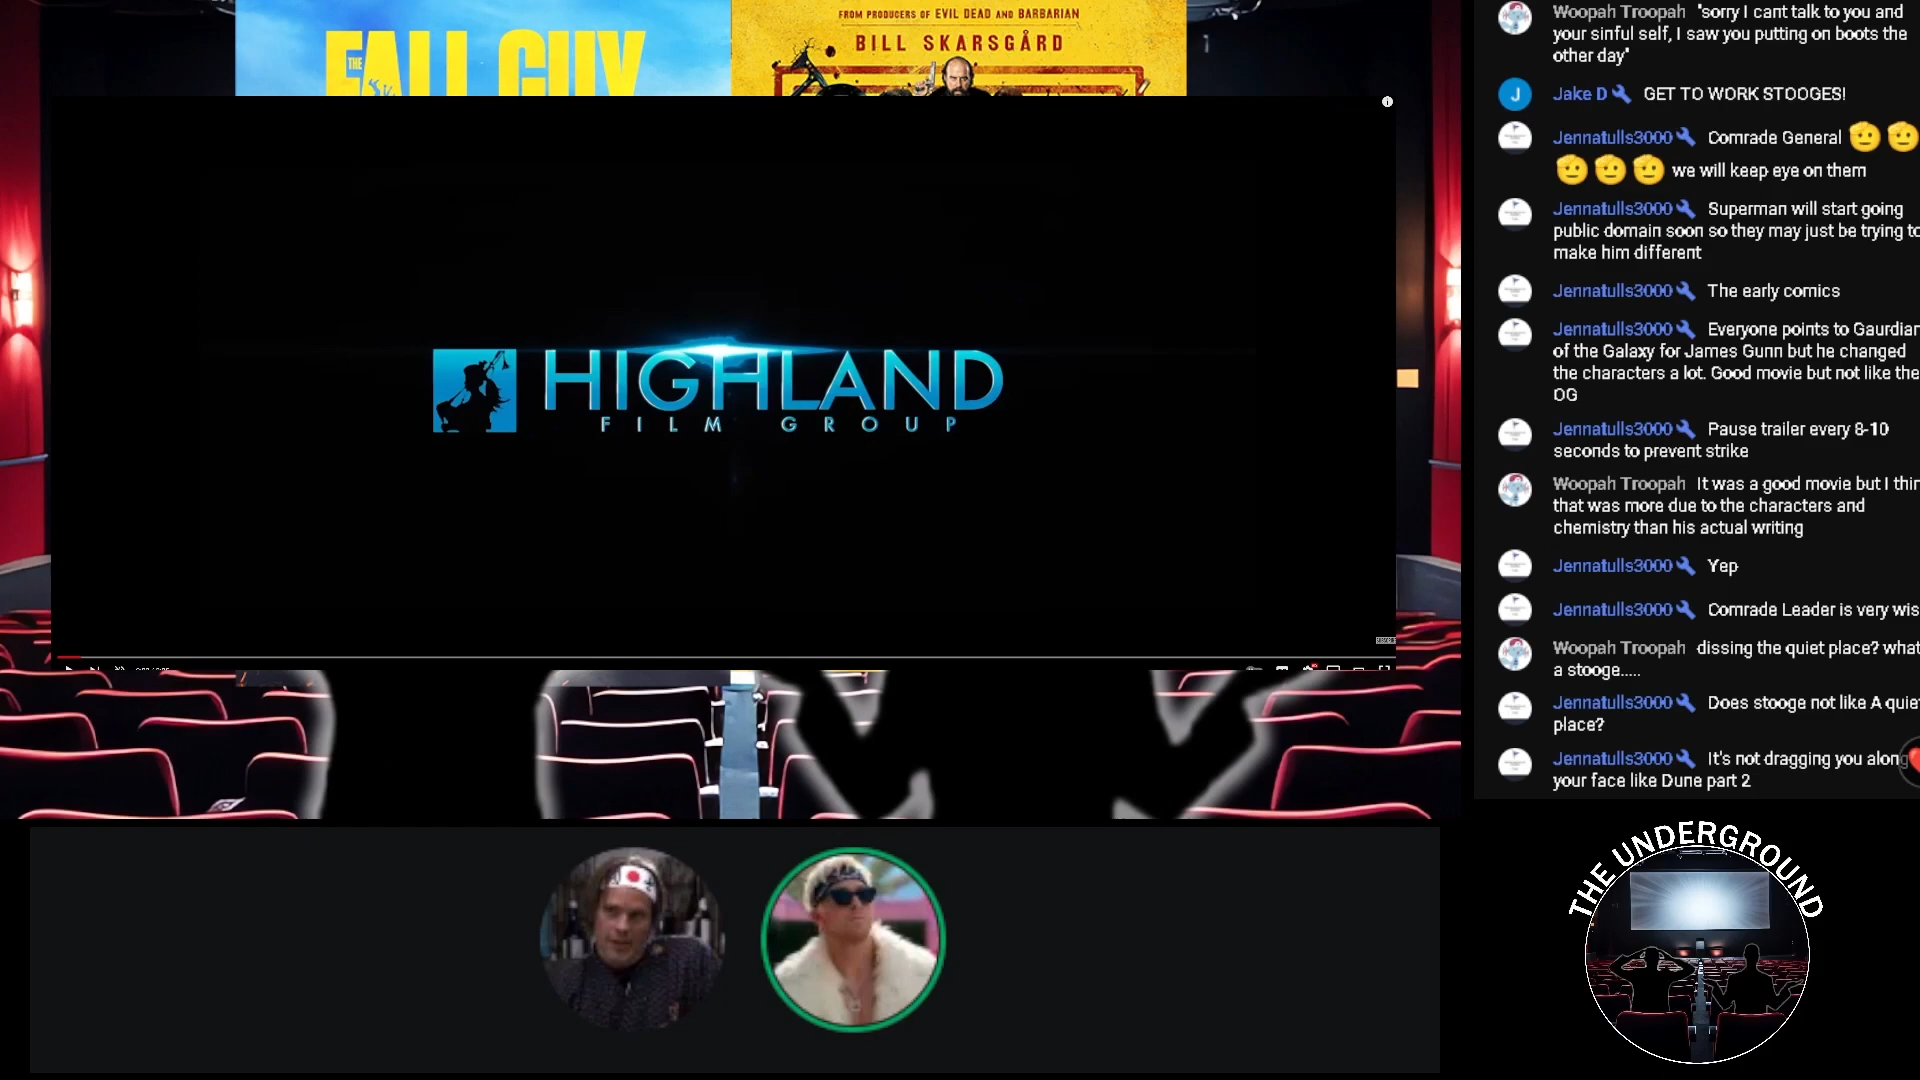 THE
FALL GUY
FROM PRODUCERS OF EVIL DEAD AND BARBARIAN
BILL SKARSGÅRD
HIGHLAND
FILM GROUP
Woopah Troopah "sorry I cant talk to you and
your sinful self, I saw you putting on boots the
other day"
J
Jake D GET TO WORK STOOGES!
Jennatulls3000 Comrade General
we will keep eye on them
Jennatulls3000 Superman will start going
public domain soon so they may just be trying to
make him different
Jennatulls3000 The early comics
Jennatulls3000 Everyone points to Gaurdian
of the Galaxy for James Gunn but he changed
the characters a lot. Good movie but not like the
OG
Jennatulls3000 Pause trailer every 8-10
seconds to prevent strike
Woopah Troopah It was a good movie but I thin
that was more due to the characters and
chemistry than his actual writing
Jennatulls3000 Yep
Jennatulls3000 Comrade Leader is very wis
Woopah Troopah dissing the quiet place? what
a stooge.....
Jennatulls3000 Does stooge not like A quiet
place?
Jennatulls3000 It's not dragging you along
your face like Dune part 2
THE UNDERGROUND